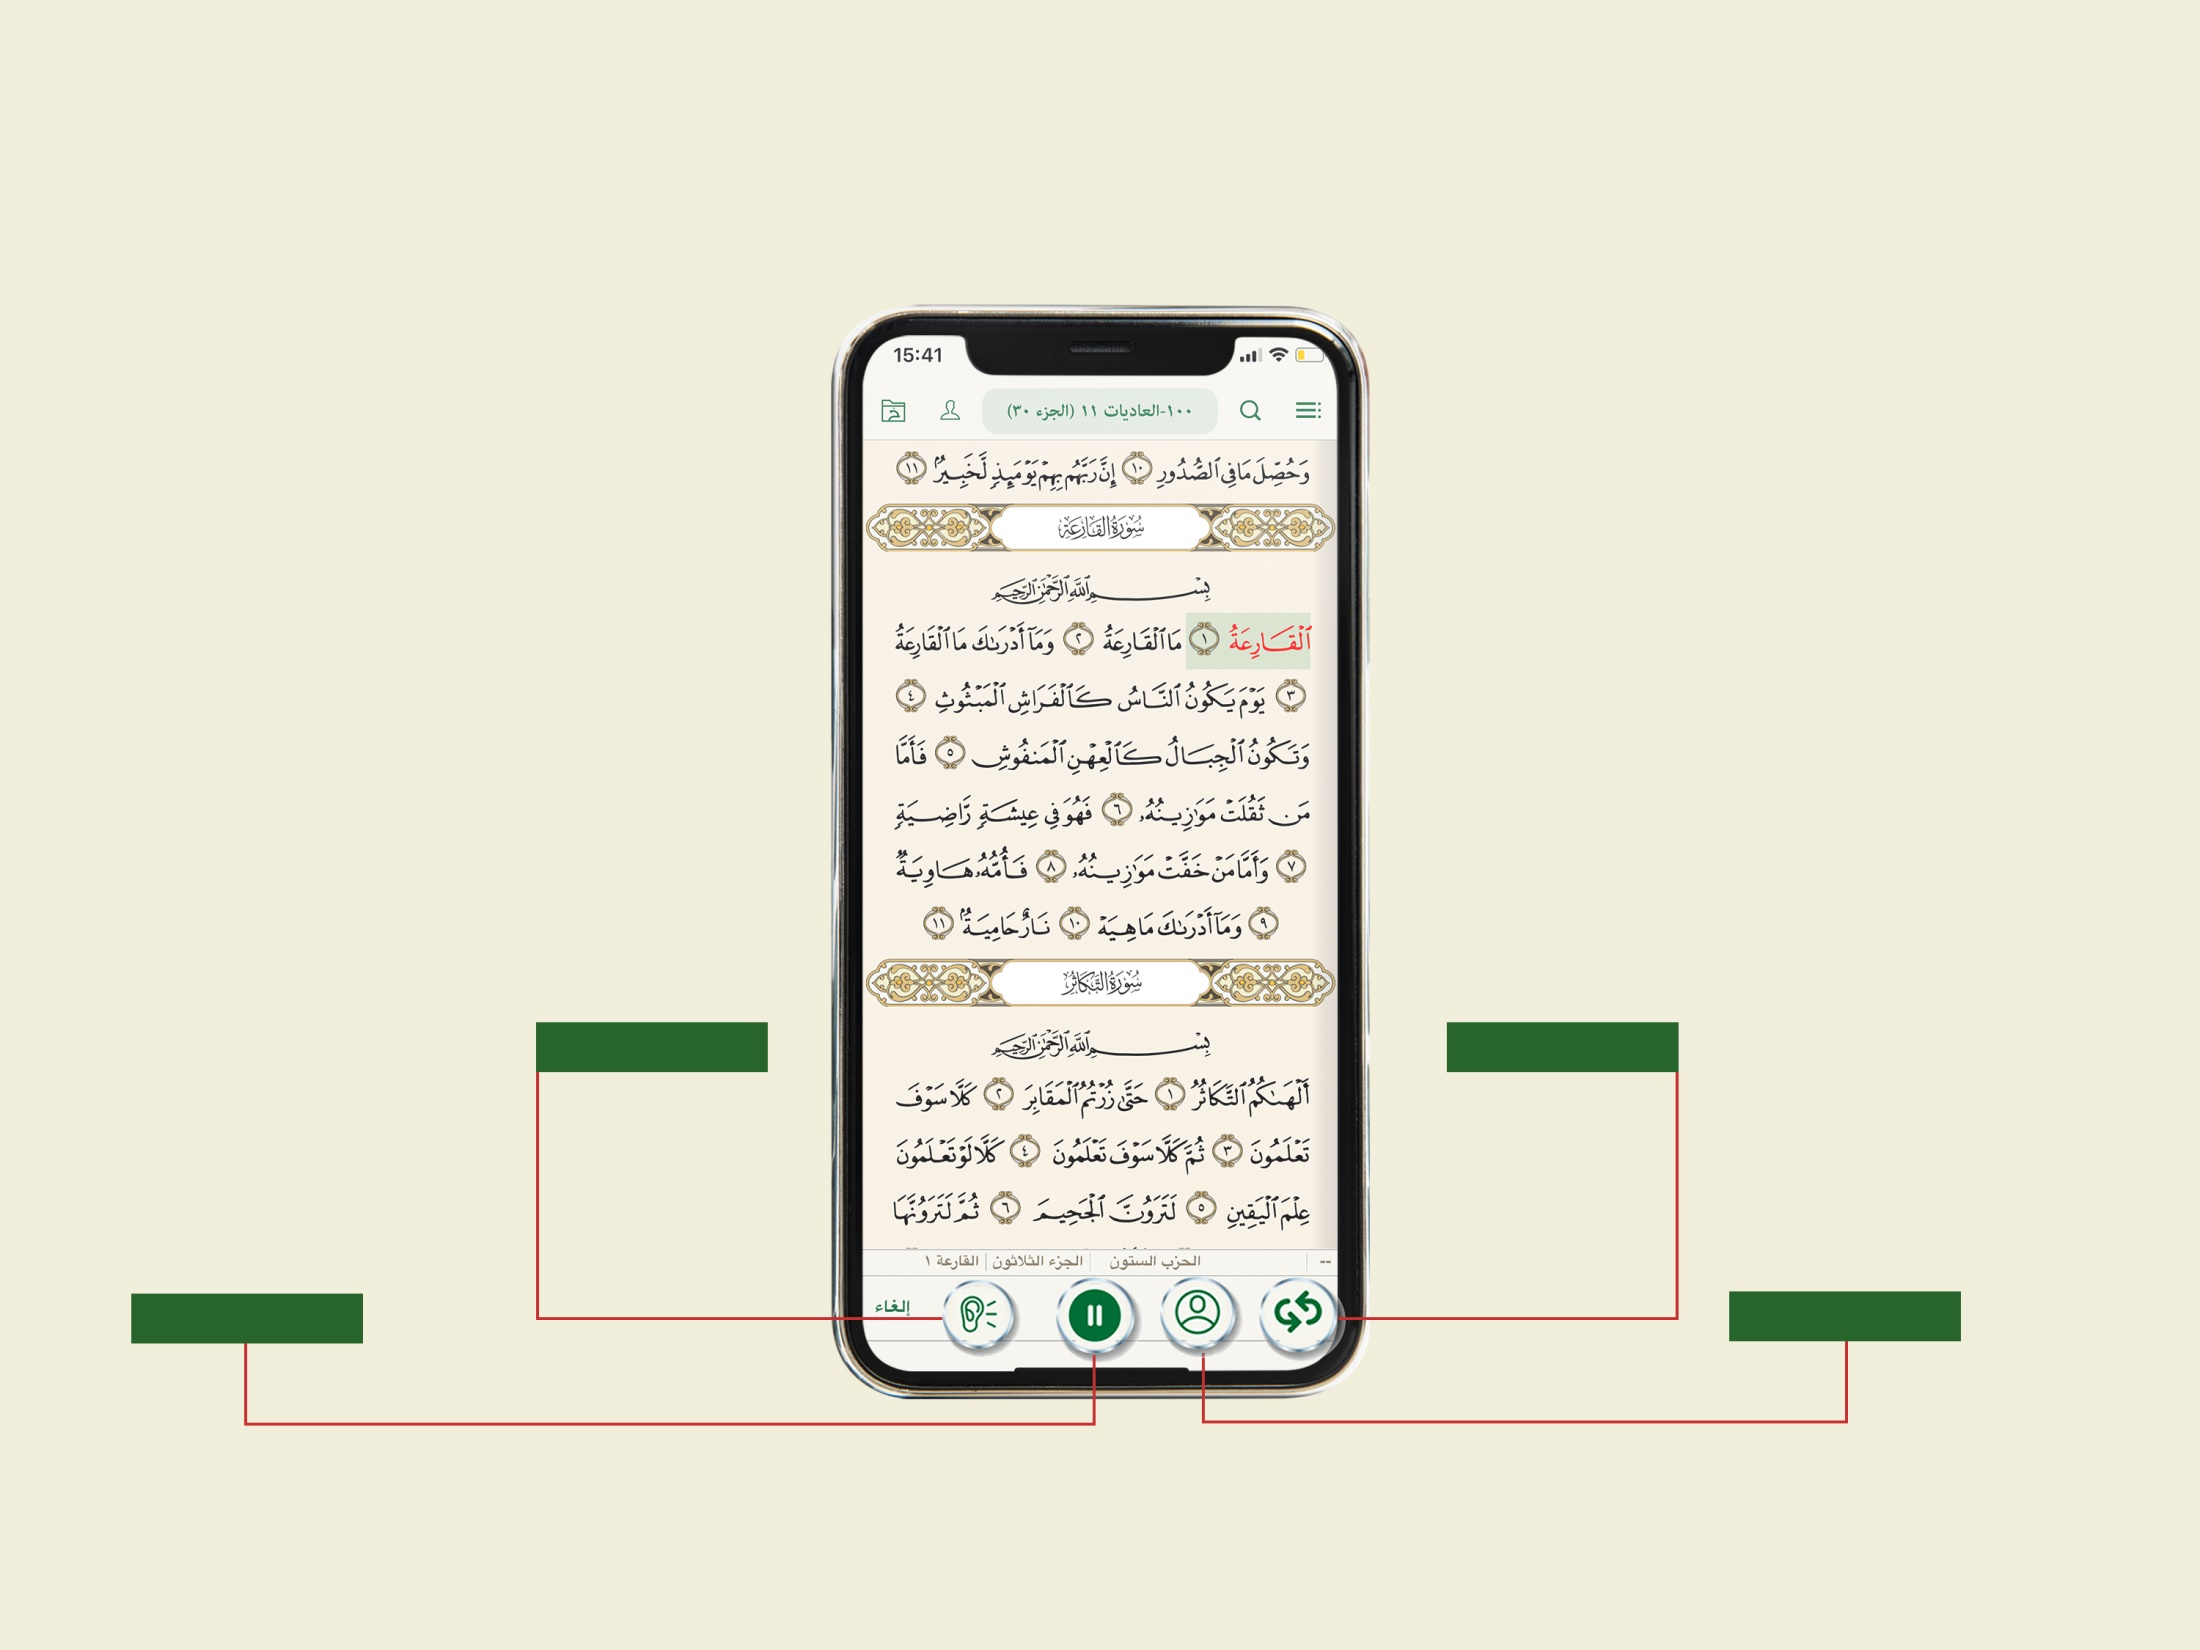 15:41
١٠٠-العاديات ١١ (الجزء ٣٠)
وَحُصِّلَ مَا فِي ٱلصُّدُورِ ١٠ إِنَّ رَبَّهُم بِهِمْ يَوْمَئِذٍ لَّخَبِيرٌۢ ١١
سُورَةُ القَارِعَةِ
بِسْمِ ٱللَّهِ ٱلرَّحْمَٰنِ ٱلرَّحِيمِ
ٱلْقَارِعَةُ ١ مَا ٱلْقَارِعَةُ ٢ وَمَآ أَدْرَىٰكَ مَا ٱلْقَارِعَةُ
٣ يَوْمَ يَكُونُ ٱلنَّاسُ كَٱلْفَرَاشِ ٱلْمَبْثُوثِ ٤
وَتَكُونُ ٱلْجِبَالُ كَٱلْعِهْنِ ٱلْمَنفُوشِ ٥ فَأَمَّا
مَن ثَقُلَتْ مَوَٰزِينُهُۥ ٦ فَهُوَ فِي عِيشَةٍ رَّاضِيَةٍ
٧ وَأَمَّا مَنْ خَفَّتْ مَوَٰزِينُهُۥ ٨ فَأُمُّهُۥ هَاوِيَةٌ
٩ وَمَآ أَدْرَىٰكَ مَا هِيَهْ ١٠ نَارٌ حَامِيَةٌۢ ١١
سُورَةُ التَّكَاثُرِ
بِسْمِ ٱللَّهِ ٱلرَّحْمَٰنِ ٱلرَّحِيمِ
أَلْهَىٰكُمُ ٱلتَّكَاثُرُ ١ حَتَّىٰ زُرْتُمُ ٱلْمَقَابِرَ ٢ كَلَّا سَوْفَ
تَعْلَمُونَ ٣ ثُمَّ كَلَّا سَوْفَ تَعْلَمُونَ ٤ كَلَّا لَوْ تَعْلَمُونَ
عِلْمَ ٱلْيَقِينِ ٥ لَتَرَوُنَّ ٱلْجَحِيمَ ٦ ثُمَّ لَتَرَوُنَّهَا
-- الحزب الستون الجزء الثلاثون القارعة ١
إلغاء